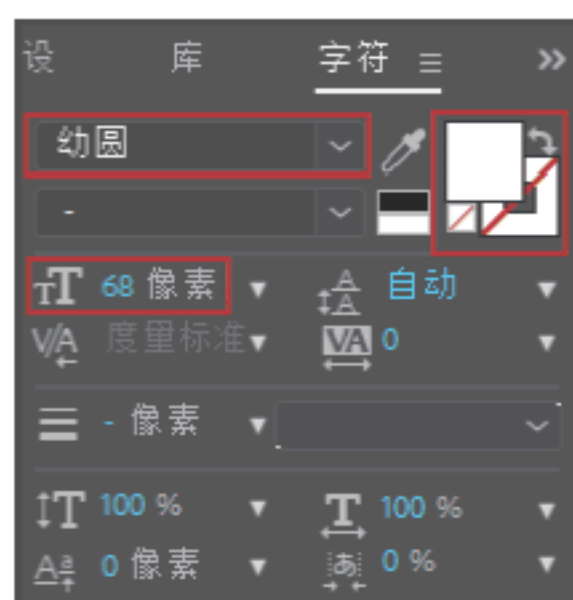 设 库 字符
幼圆
-
68 像素 自动
度量标准 0
- 像素
100 % 100 %
0 像素 0 %